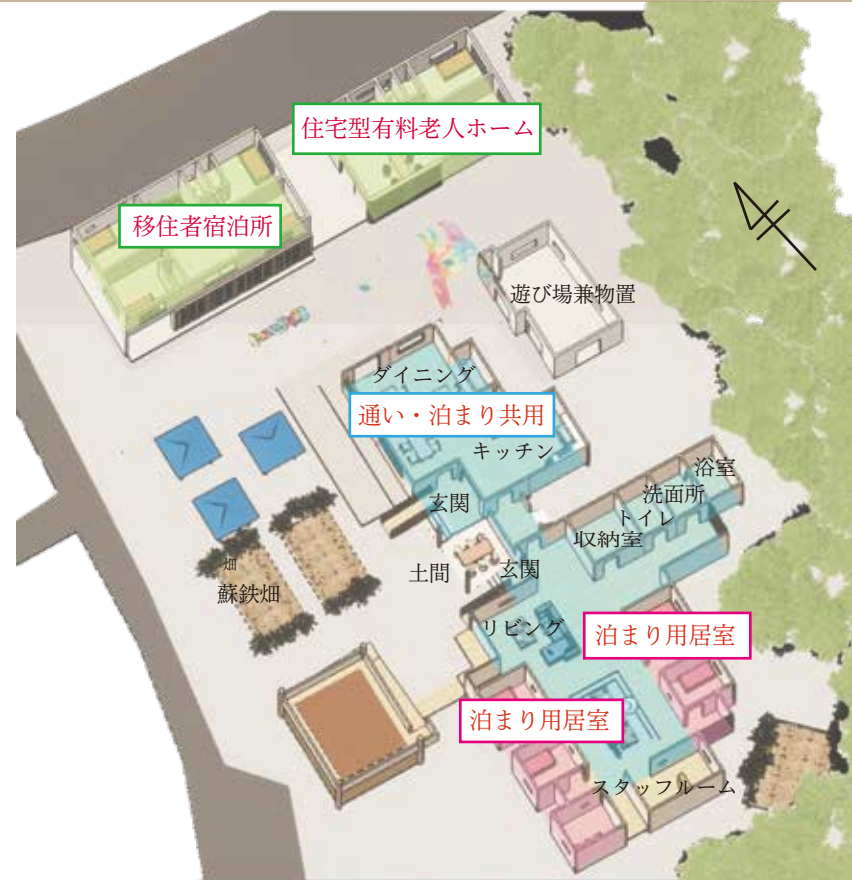 住宅型有料老人ホーム
移住者宿泊所
遊び場兼物置
ダイニング
通い・泊まり共用
キッチン
浴室
洗面所
トイレ
収納室
玄関
土間
玄関
畑
蘇鉄畑
リビング
泊まり用居室
泊まり用居室
スタッフルーム